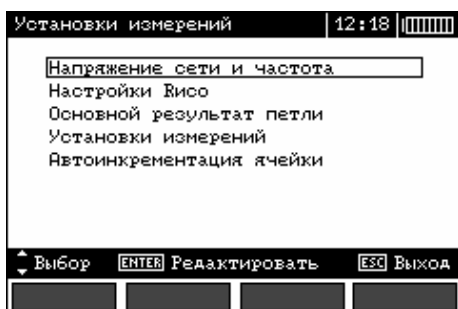 Установки измерений 12:18
Напряжение сети и частота
Настройки Rисо
Основной результат петли
Установки измерений
Автоинкрементация ячейки
Выбор ENTER Редактировать ESC Выход